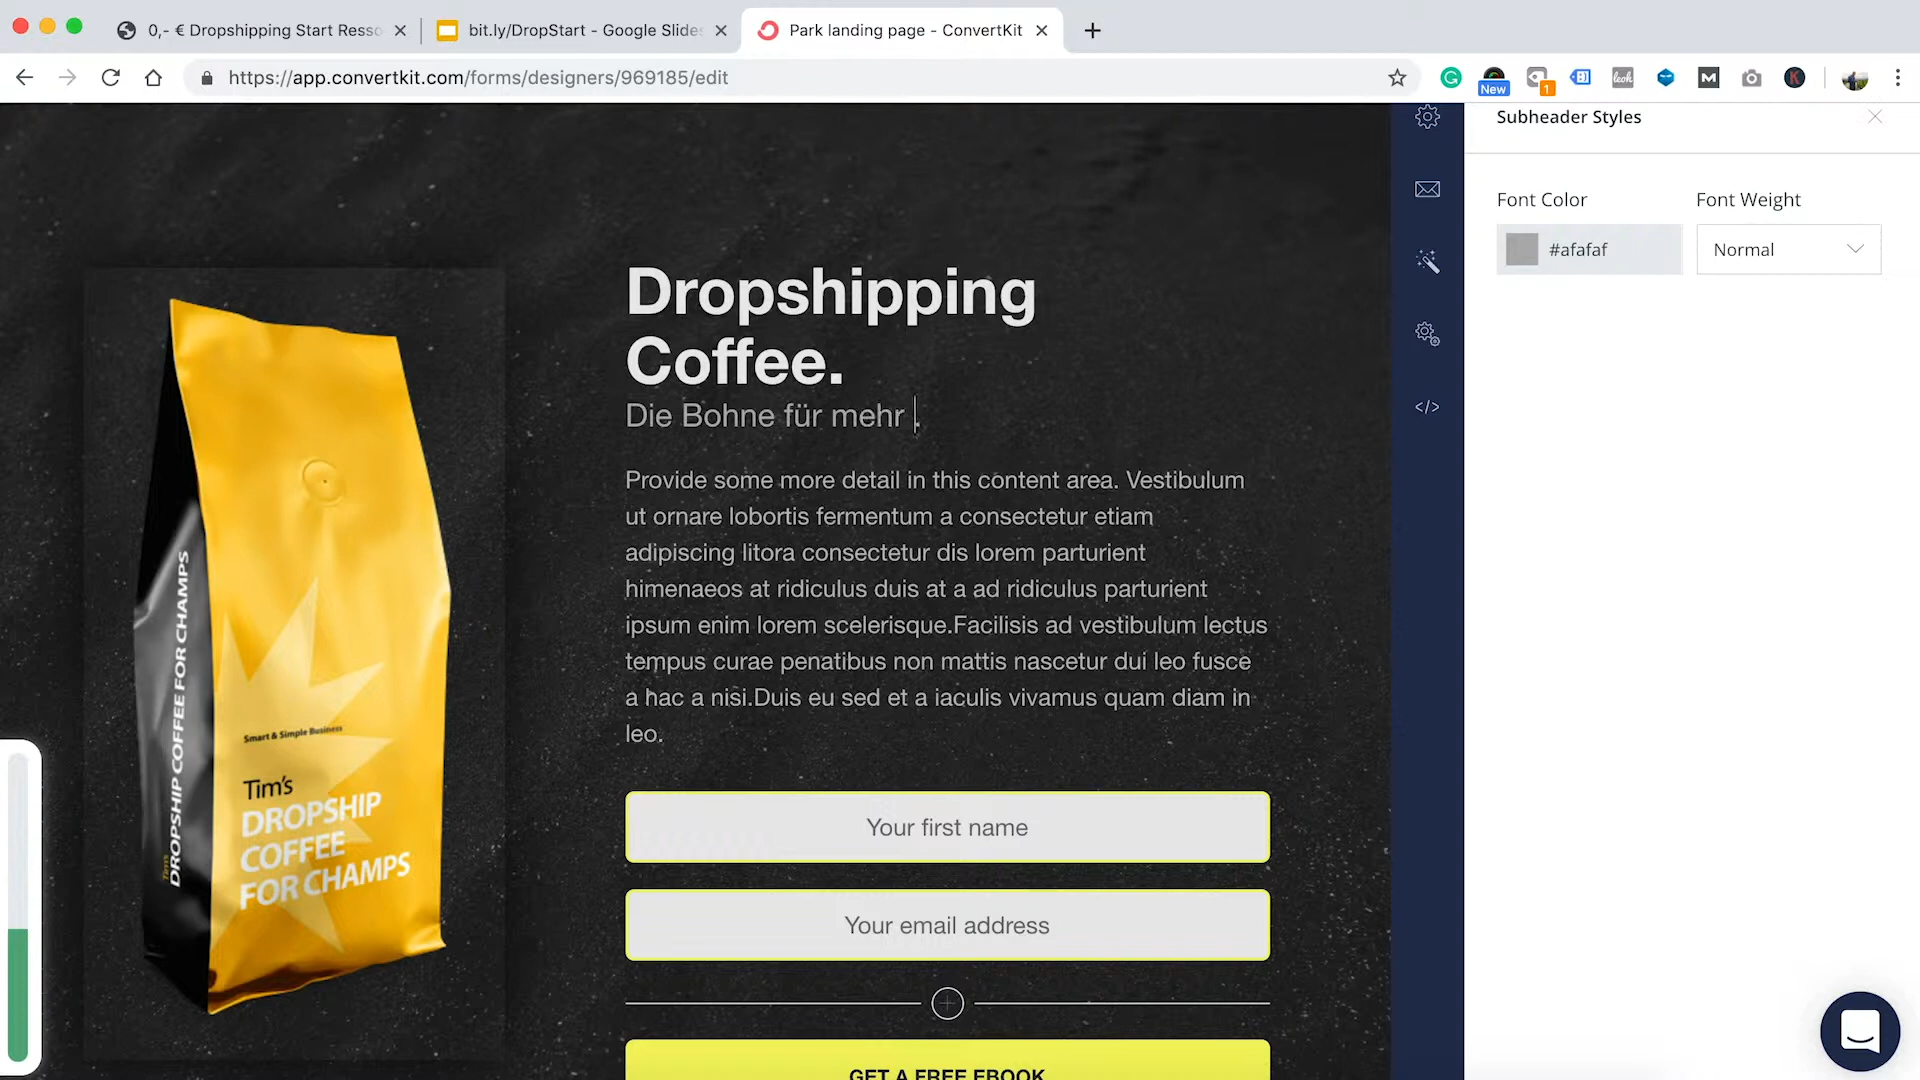 0,- € Dropshipping Start Resso
bit.ly/DropStart - Google Slides
Park landing page - ConvertKit
https://app.convertkit.com/forms/designers/969185/edit
New
1
Subheader Styles
Font Color
Font Weight
#afafaf
Normal
Dropshipping
Coffee.
Die Bohne für mehr .
Provide some more detail in this content area. Vestibulum
ut ornare lobortis fermentum a consectetur etiam
adipiscing litora consectetur dis lorem parturient
himenaeos at ridiculus duis at a ad ridiculus parturient
ipsum enim lorem scelerisque.Facilisis ad vestibulum lectus
tempus curae penatibus non mattis nascetur dui leo fusce
a hac a nisi.Duis eu sed et a iaculis vivamus quam diam in
leo.
Your first name
Your email address
GET A FREE EBOOK
Smart & Simple Business
Tim's
DROPSHIP
COFFEE
FOR CHAMPS
Tim's
DROPSHIP COFFEE FOR CHAMPS